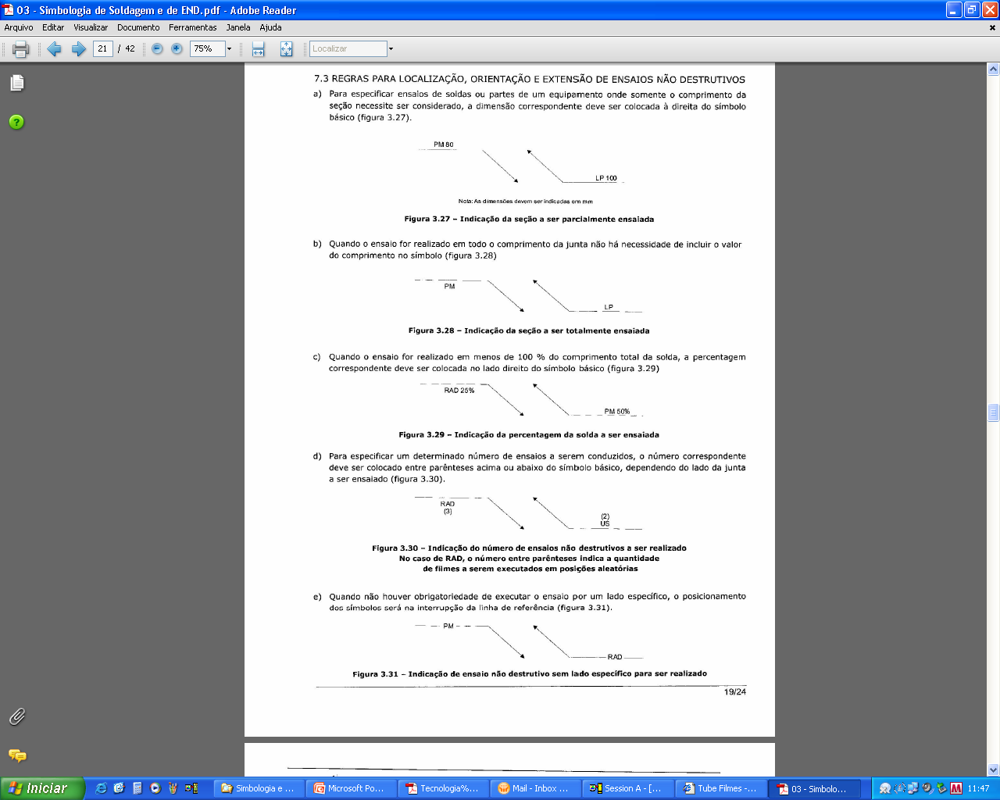 03 - Simbologia de Soldagem e de END.pdf - Adobe Reader
Arquivo Editar Visualizar Documento Ferramentas Janela Ajuda
21 / 42 75% Localizar
7.3 REGRAS PARA LOCALIZAÇÃO, ORIENTAÇÃO E EXTENSÃO DE ENSAIOS NÃO DESTRUTIVOS
a) Para especificar ensaios de soldas ou partes de um equipamento onde somente o comprimento da
seção necessite ser considerado, a dimensão correspondente deve ser colocada à direita do símbolo
básico (figura 3.27).
PM 80
LP 100
Nota: As dimensões devem ser indicadas em mm
Figura 3.27 – Indicação da seção a ser parcialmente ensaiada
b) Quando o ensaio for realizado em todo o comprimento da junta não há necessidade de incluir o valor
do comprimento no símbolo (figura 3.28)
PM
LP
Figura 3.28 – Indicação da seção a ser totalmente ensaiada
c) Quando o ensaio for realizado em menos de 100 % do comprimento total da solda, a percentagem
correspondente deve ser colocada no lado direito do símbolo básico (figura 3.29)
RAD 25%
PM 50%
Figura 3.29 – Indicação da percentagem da solda a ser ensaiada
d) Para especificar um determinado número de ensaios a serem conduzidos, o número correspondente
deve ser colocado entre parênteses acima ou abaixo do símbolo básico, dependendo do lado da junta
a ser ensaiado (figura 3.30).
RAD
(3)
(2)
US
Figura 3.30 – Indicação do número de ensaios não destrutivos a ser realizado
No caso de RAD, o número entre parênteses indica a quantidade
de filmes a serem executados em posições aleatórias
e) Quando não houver obrigatoriedade de executar o ensaio por um lado específico, o posicionamento
dos símbolos será na interrupção da linha de referência (figura 3.31).
PM
RAD
Figura 3.31 – Indicação de ensaio não destrutivo sem lado específico para ser realizado
19/24
Iniciar Simbologia e ... Microsoft Po... Tecnologia%... Mail - Inbox ... Session A - [... Tube Filmes -... 03 - Simbolo... 11:47